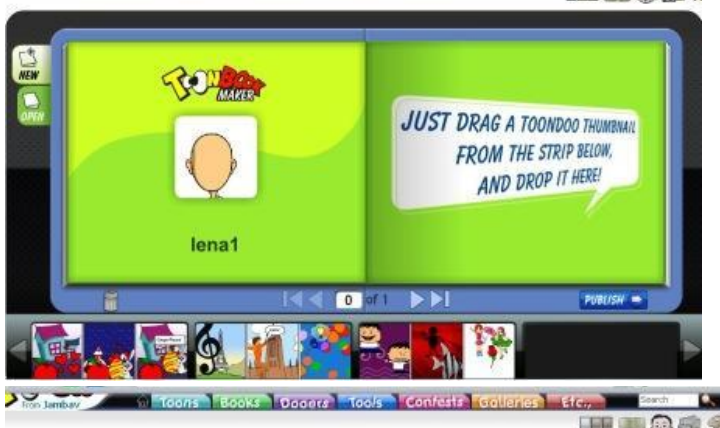 NEW
OPEN
TOONBOOK
MAKER
lena1
JUST DRAG A TOONDOO THUMBNAIL
FROM THE STRIP BELOW,
AND DROP IT HERE!
0 of 1
PUBLISH
From Jambav
Toons Books Dooers Tools Contests Galleries Etc.,
Search